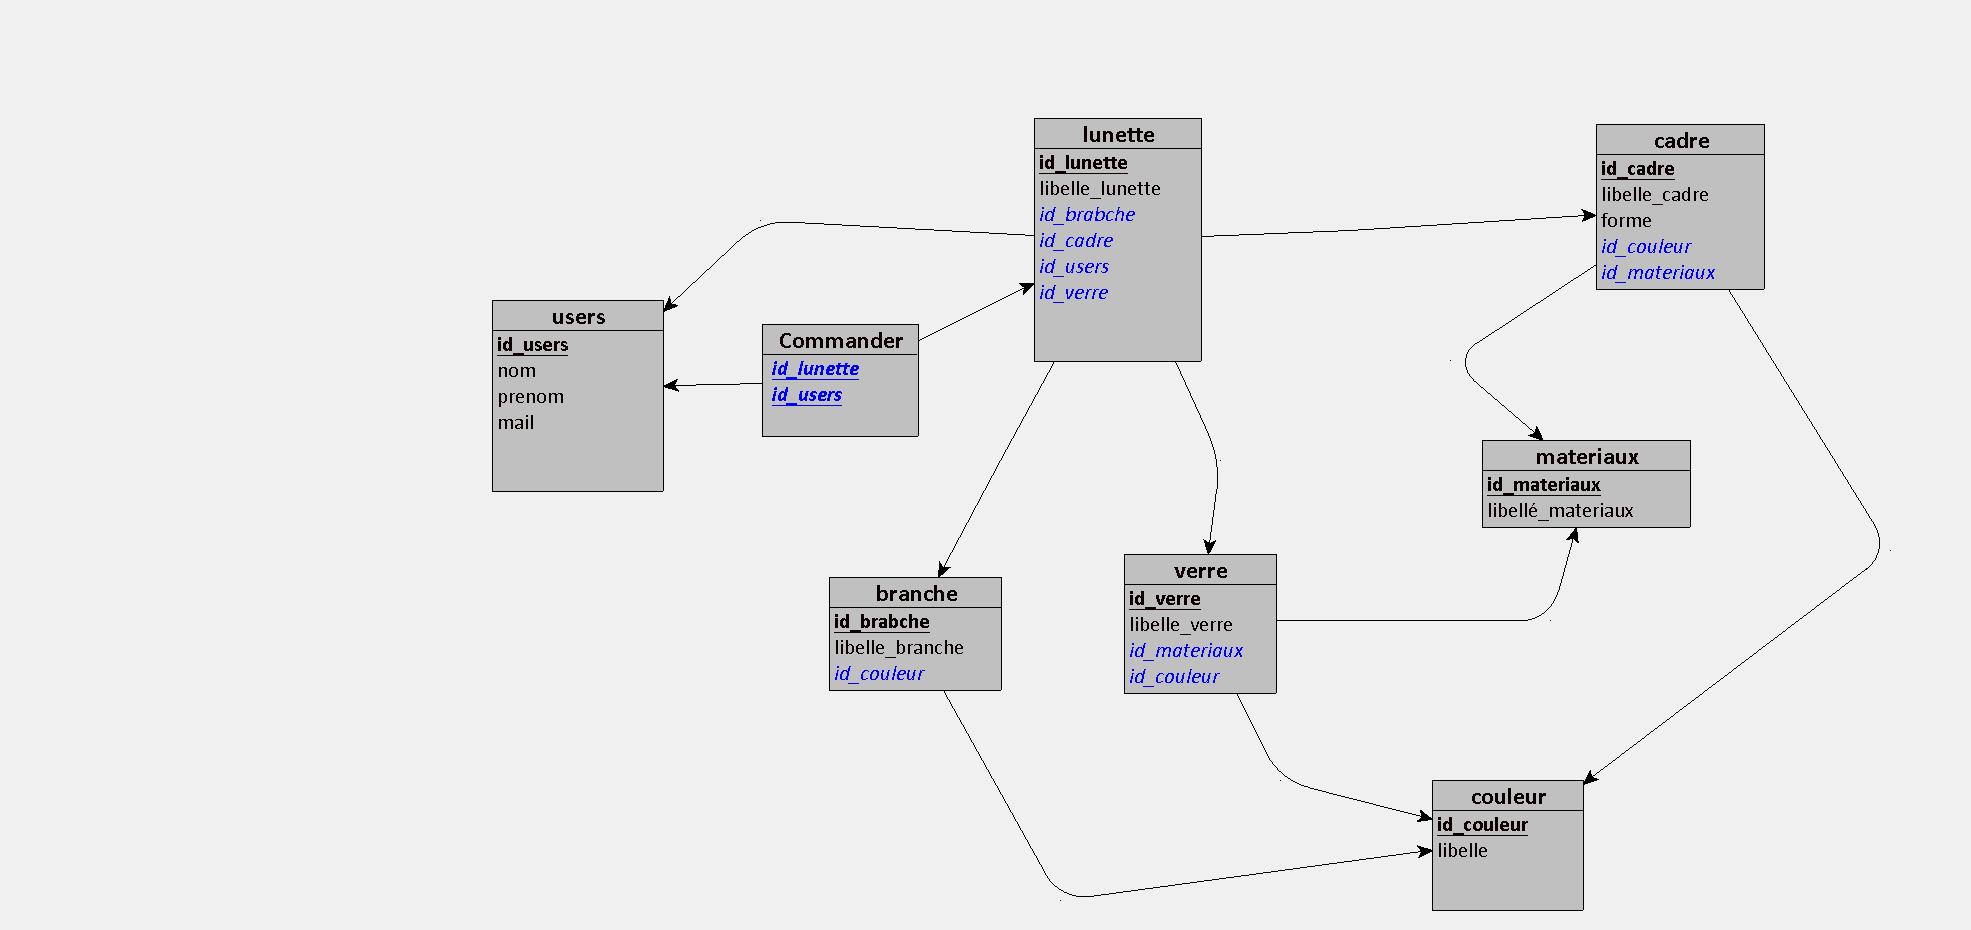 lunette
id_lunette
libelle_lunette
id_brabche
id_cadre
id_users
id_verre
cadre
id_cadre
libelle_cadre
forme
id_couleur
id_materiaux
users
id_users
nom
prenom
mail
Commander
id_lunette
id_users
materiaux
id_materiaux
libellé_materiaux
branche
id_brabche
libelle_branche
id_couleur
verre
id_verre
libelle_verre
id_materiaux
id_couleur
couleur
id_couleur
libelle